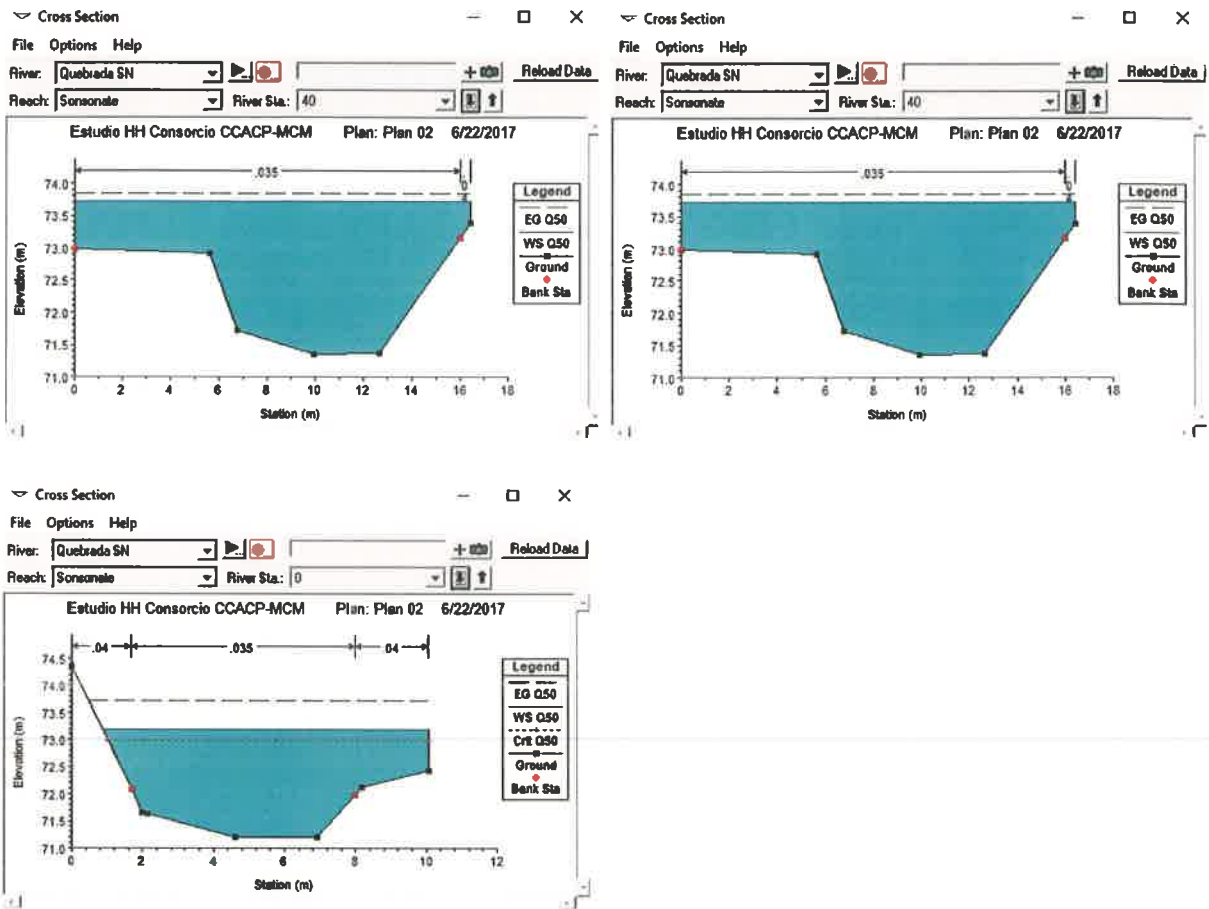 Cross Section
File Options Help
River: Quebrada SN Reload Data
Reach: Sonsonate River Sta.: 40
Estudio HH Consorcio CCACP-MCM Plan: Plan 02 6/22/2017
.035
Elevation (m)
74.0
73.5
73.0
72.5
72.0
71.5
71.0
0 2 4 6 8 10 12 14 16 18
Station (m)
Legend
EG Q50
WS Q50
Ground
Bank Sta
Cross Section
File Options Help
River: Quebrada SN Reload Data
Reach: Sonsonate River Sta.: 40
Estudio HH Consorcio CCACP-MCM Plan: Plan 02 6/22/2017
.035
Elevation (m)
74.0
73.5
73.0
72.5
72.0
71.5
71.0
0 2 4 6 8 10 12 14 16 18
Station (m)
Legend
EG Q50
WS Q50
Ground
Bank Sta
Cross Section
File Options Help
River: Quebrada SN Reload Data
Reach: Sonsonate River Sta.: 0
Estudio HH Consorcio CCACP-MCM Plan: Plan 02 6/22/2017
.04 .035 .04
Elevation (m)
74.5
74.0
73.5
73.0
72.5
72.0
71.5
71.0
0 2 4 6 8 10 12
Station (m)
Legend
EG Q50
WS Q50
Crit Q50
Ground
Bank Sta